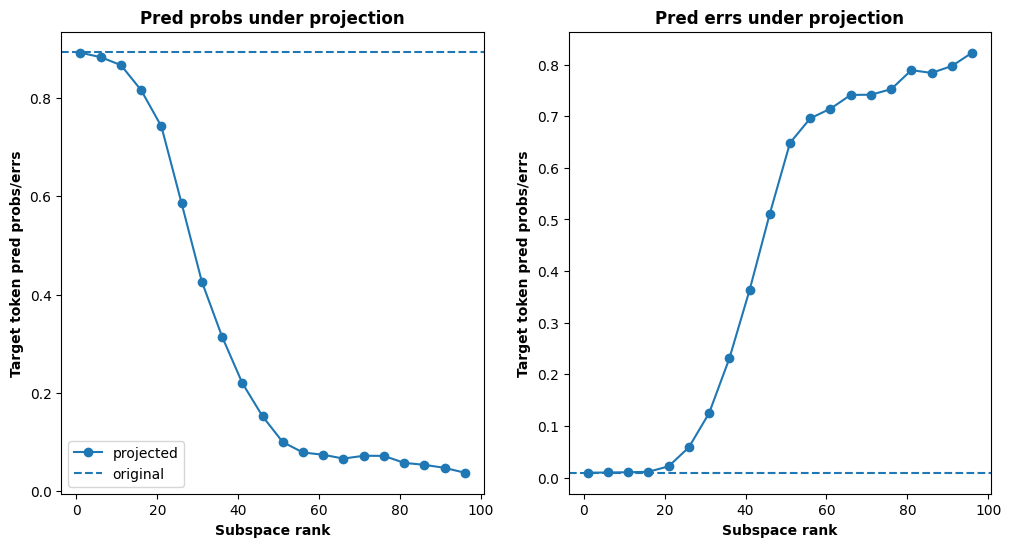 Pred probs under projection
Target token pred probs/errs
0.8
0.6
0.4
0.2
0.0
projected
original
0 20 40 60 80 100
Subspace rank
Pred errs under projection
Target token pred probs/errs
0.8
0.7
0.6
0.5
0.4
0.3
0.2
0.1
0.0
0 20 40 60 80 100
Subspace rank